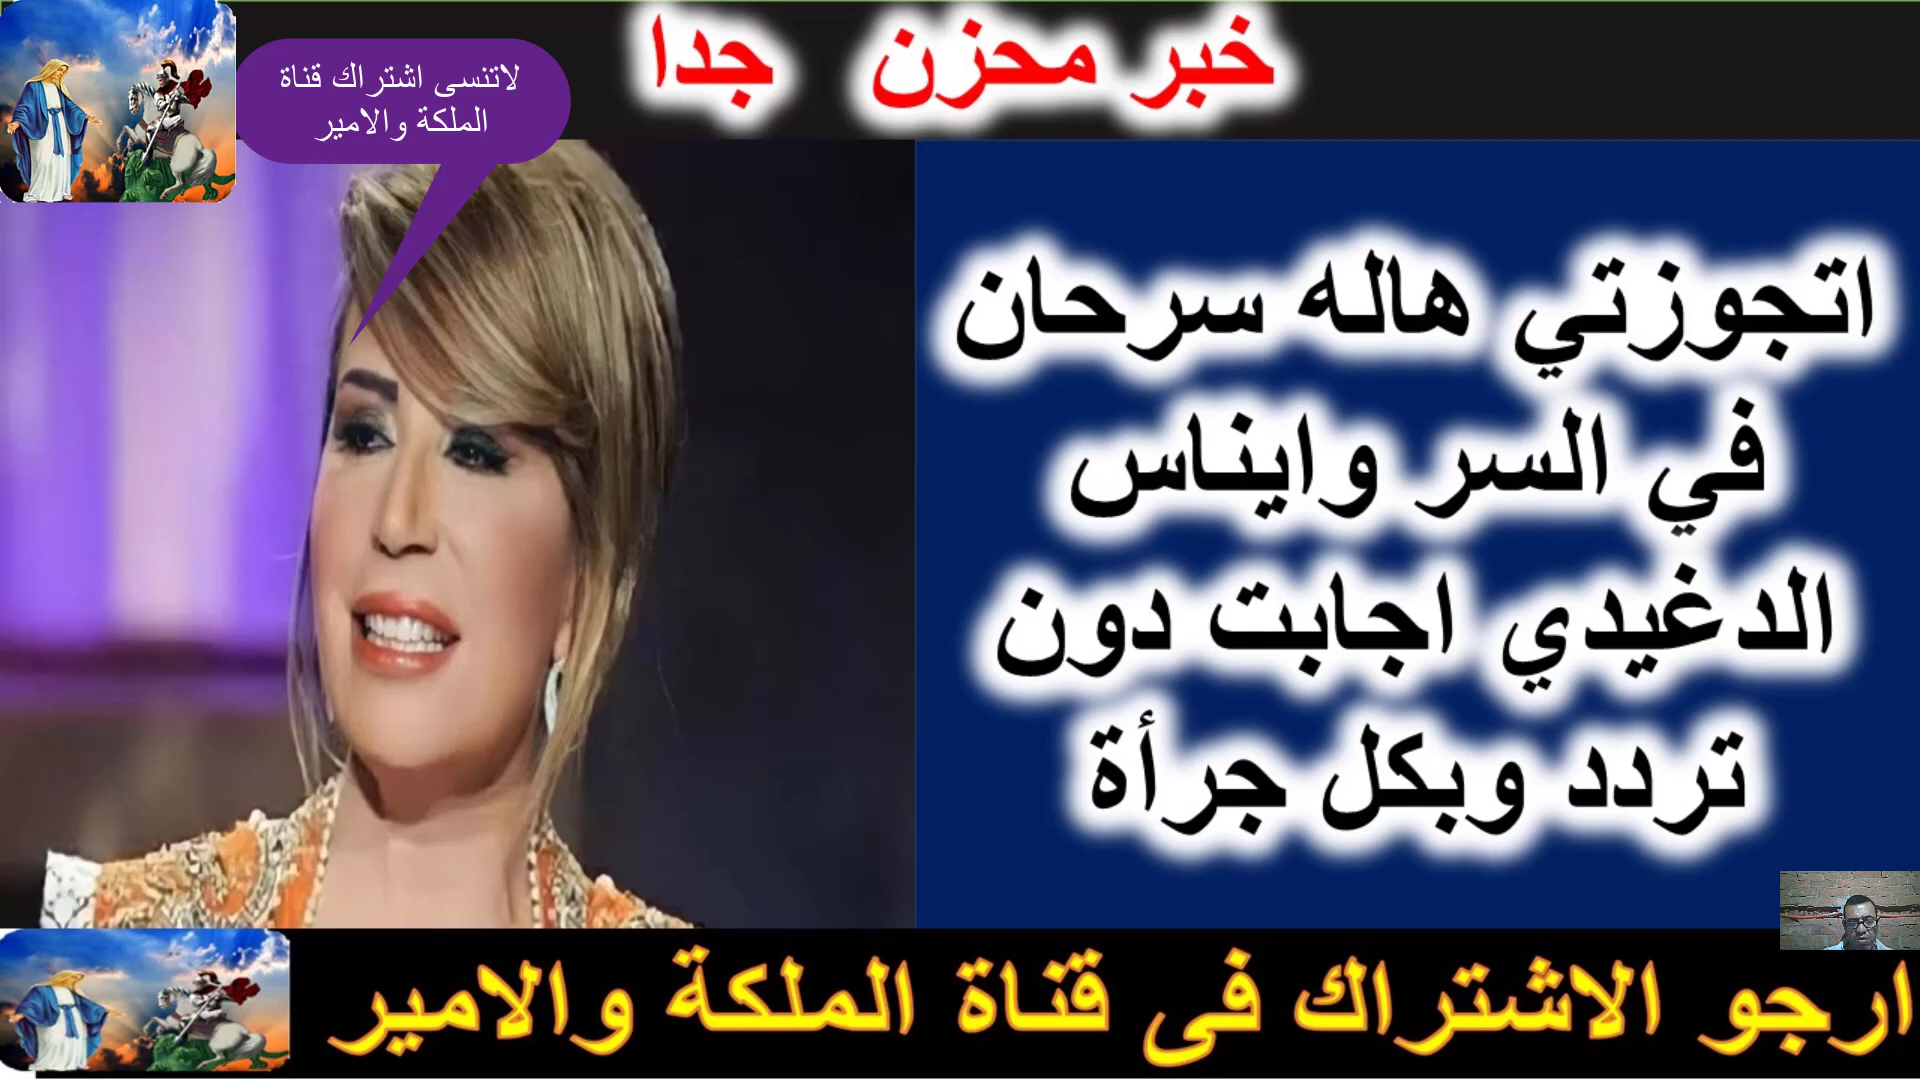 خبر محزن جدا
لاتنسى اشتراك قناة
الملكة والامير
اتجوزتي هاله سرحان
في السر وايناس
الدغيدي اجابت دون
تردد وبكل جرأة
ارجو الاشتراك فى قناة الملكة والامير